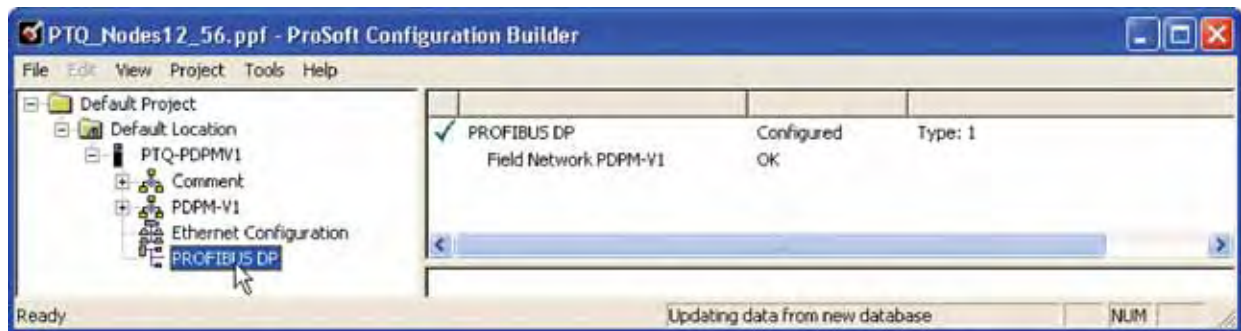 PTQ_Nodes12_56.ppf - ProSoft Configuration Builder
File Edit View Project Tools Help
Default Project
Default Location
PTQ-PDPMV1
Comment
PDPM-V1
Ethernet Configuration
PROFIBUS DP
PROFIBUS DP Configured Type: 1
Field Network PDPM-V1 OK
Ready Updating data from new database NUM